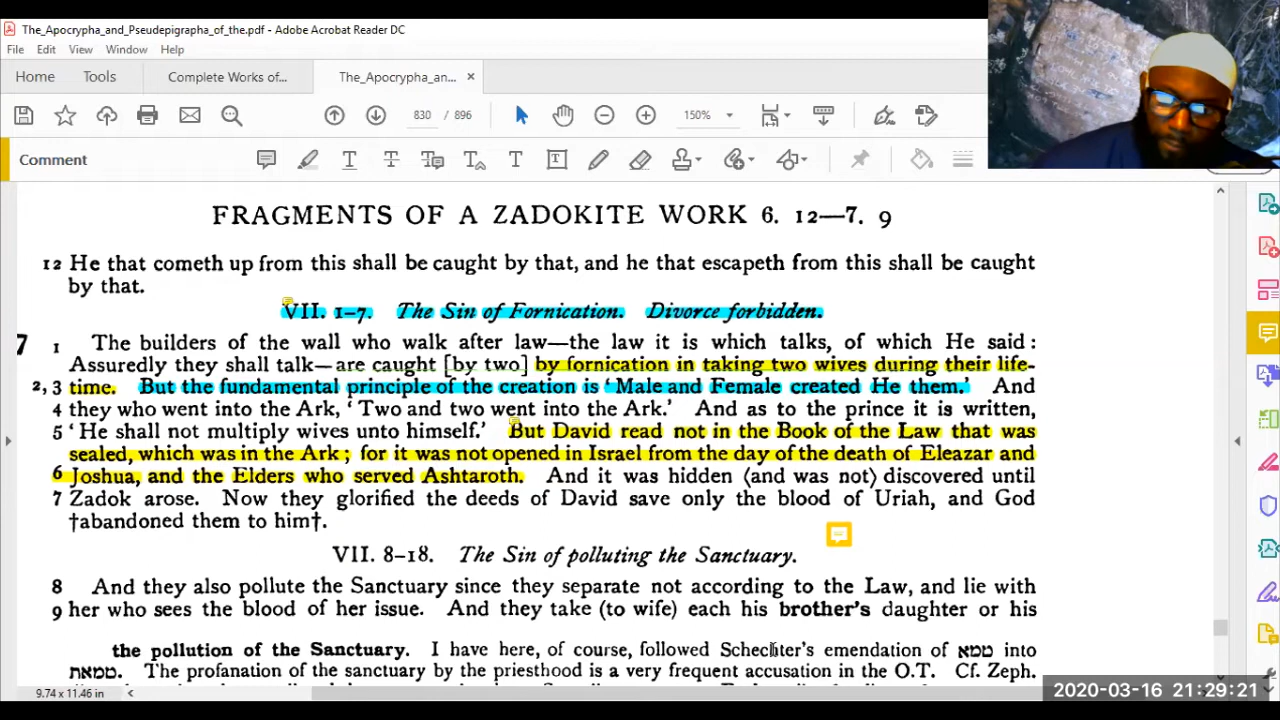 The_Apocrypha_and_Pseudepigrapha_of_the.pdf - Adobe Acrobat Reader DC
File Edit View Window Help
Home Tools Complete Works of... The_Apocrypha_an... ×
830 / 896 150%
Comment
FRAGMENTS OF A ZADOKITE WORK 6. 12—7. 9
12 He that cometh up from this shall be caught by that, and he that escapeth from this shall be caught
by that.
VII. 1–7. The Sin of Fornication. Divorce forbidden.
7 1 The builders of the wall who walk after law—the law it is which talks, of which He said:
Assuredly they shall talk—are caught [by two] by fornication in taking two wives during their life-
2, 3 time. But the fundamental principle of the creation is ‘Male and Female created He them.’ And
4 they who went into the Ark, ‘Two and two went into the Ark.’ And as to the prince it is written,
5 ‘He shall not multiply wives unto himself.’ But David read not in the Book of the Law that was
sealed, which was in the Ark; for it was not opened in Israel from the day of the death of Eleazar and
6 Joshua, and the Elders who served Ashtaroth. And it was hidden ⟨and was not⟩ discovered until
7 Zadok arose. Now they glorified the deeds of David save only the blood of Uriah, and God
†abandoned them to him†.
VII. 8–18. The Sin of polluting the Sanctuary.
8 And they also pollute the Sanctuary since they separate not according to the Law, and lie with
9 her who sees the blood of her issue. And they take (to wife) each his brother's daughter or his
the pollution of the Sanctuary. I have here, of course, followed Schechter's emendation of טמא into
טמאת. The profanation of the sanctuary by the priesthood is a very frequent accusation in the O.T. Cf. Zeph.
9.74 x 11.46 in
2020-03-16 21:29:21